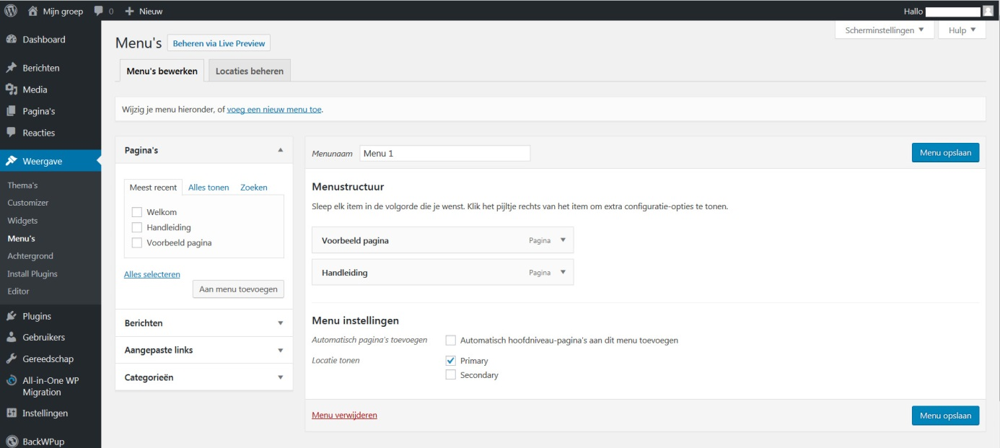 Mijn groep 0 Nieuw Hallo
Dashboard
Berichten
Media
Pagina's
Reacties
Weergave
Thema's
Customizer
Widgets
Menu's
Achtergrond
Install Plugins
Editor
Plugins
Gebruikers
Gereedschap
All-in-One WP
Migration
Instellingen
BackWPup
Scherminstellingen Hulp
Menu's Beheren via Live Preview
Menu's bewerken Locaties beheren
Wijzig je menu hieronder, of voeg een nieuw menu toe.
Pagina's
Meest recent Alles tonen Zoeken
Welkom
Handleiding
Voorbeeld pagina
Alles selecteren
Aan menu toevoegen
Berichten
Aangepaste links
Categorieën
Menunaam Menu 1 Menu opslaan
Menustructuur
Sleep elk item in de volgorde die je wenst. Klik het pijltje rechts van het item om extra configuratie-opties te tonen.
Voorbeeld pagina Pagina
Handleiding Pagina
Menu instellingen
Automatisch pagina's toevoegen Automatisch hoofdniveau-pagina's aan dit menu toevoegen
Locatie tonen Primary
Secondary
Menu verwijderen Menu opslaan